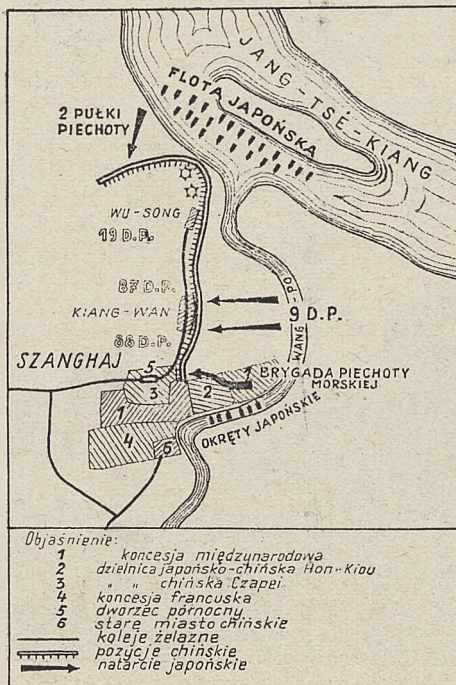 JANG-TSÉ-KIANG
FLOTA JAPOŃSKA
2 PUŁKI
PIECHOTY
WU-SONG
19 D.P.
87 D.P.
KIANG-WAN
88 D.P.
WANG-PO
9 D.P.
SZANGHAJ
BRYGADA PIECHOTY
MORSKIEJ
5
3
2
1
1
4
6
OKRĘTY JAPOŃSKIE
Objaśnienie:
1 koncesja międzynarodowa
2 dzielnica japońsko-chińska Hon-Kiou
3 " " chińska Czapei
4 koncesja francuska
5 dworzec północny
6 stare miasto chińskie
koleje żelazne
pozycje chińskie
natarcie japońskie